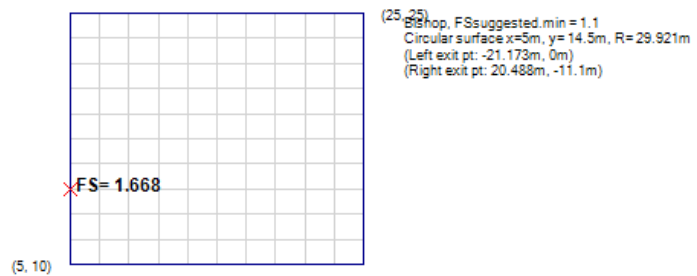 (25, 25)
Bishop, FSsuggested.min = 1.1
Circular surface x=5m, y= 14.5m, R= 29.921m
(Left exit pt: -21.173m, 0m)
(Right exit pt: 20.488m, -11.1m)
FS= 1.668
(5, 10)